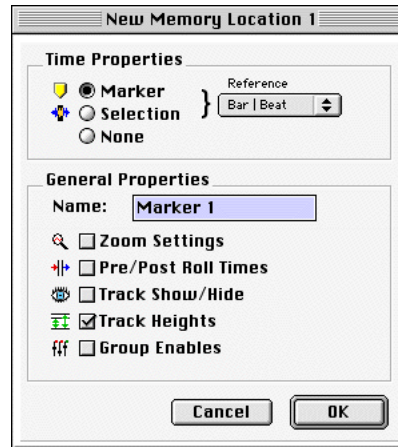 New Memory Location 1
Time Properties
Marker
Selection
None
Reference
Bar | Beat
General Properties
Name: Marker 1
Zoom Settings
Pre/Post Roll Times
Track Show/Hide
Track Heights
Group Enables
Cancel OK